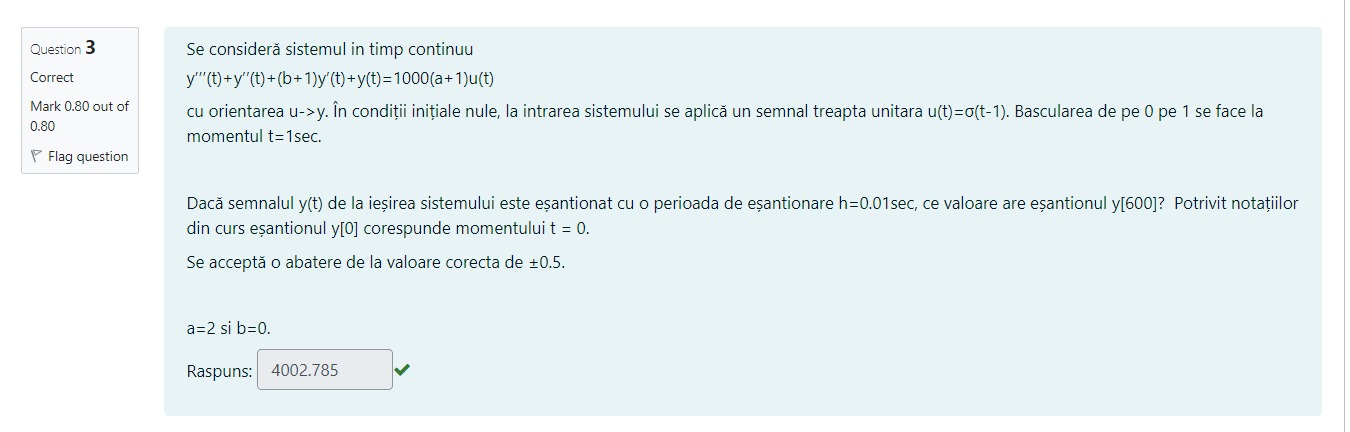 Question 3
Correct
Mark 0.80 out of
0.80
Flag question
Se consideră sistemul in timp continuu
y'''(t)+y''(t)+(b+1)y'(t)+y(t)=1000(a+1)u(t)
cu orientarea u->y. În condiții inițiale nule, la intrarea sistemului se aplică un semnal treapta unitara u(t)=σ(t-1). Bascularea de pe 0 pe 1 se face la
momentul t=1sec.
Dacă semnalul y(t) de la ieșirea sistemului este eșantionat cu o perioada de eșantionare h=0.01sec, ce valoare are eșantionul y[600]? Potrivit notațiilor
din curs eșantionul y[0] corespunde momentului t = 0.
Se acceptă o abatere de la valoare corecta de ±0.5.
a=2 si b=0.
Raspuns: 4002.785